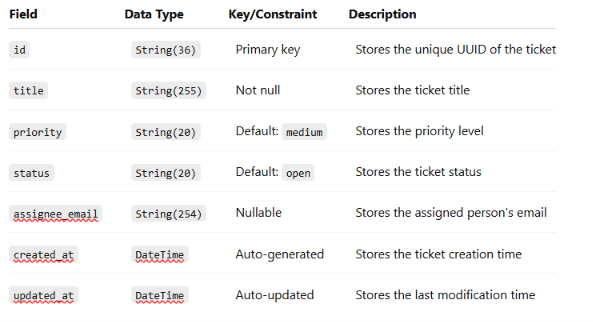 Field Data Type Key/Constraint Description
id String(36) Primary key Stores the unique UUID of the ticket
title String(255) Not null Stores the ticket title
priority String(20) Default: medium Stores the priority level
status String(20) Default: open Stores the ticket status
assignee_email String(254) Nullable Stores the assigned person's email
created_at DateTime Auto-generated Stores the ticket creation time
updated_at DateTime Auto-updated Stores the last modification time